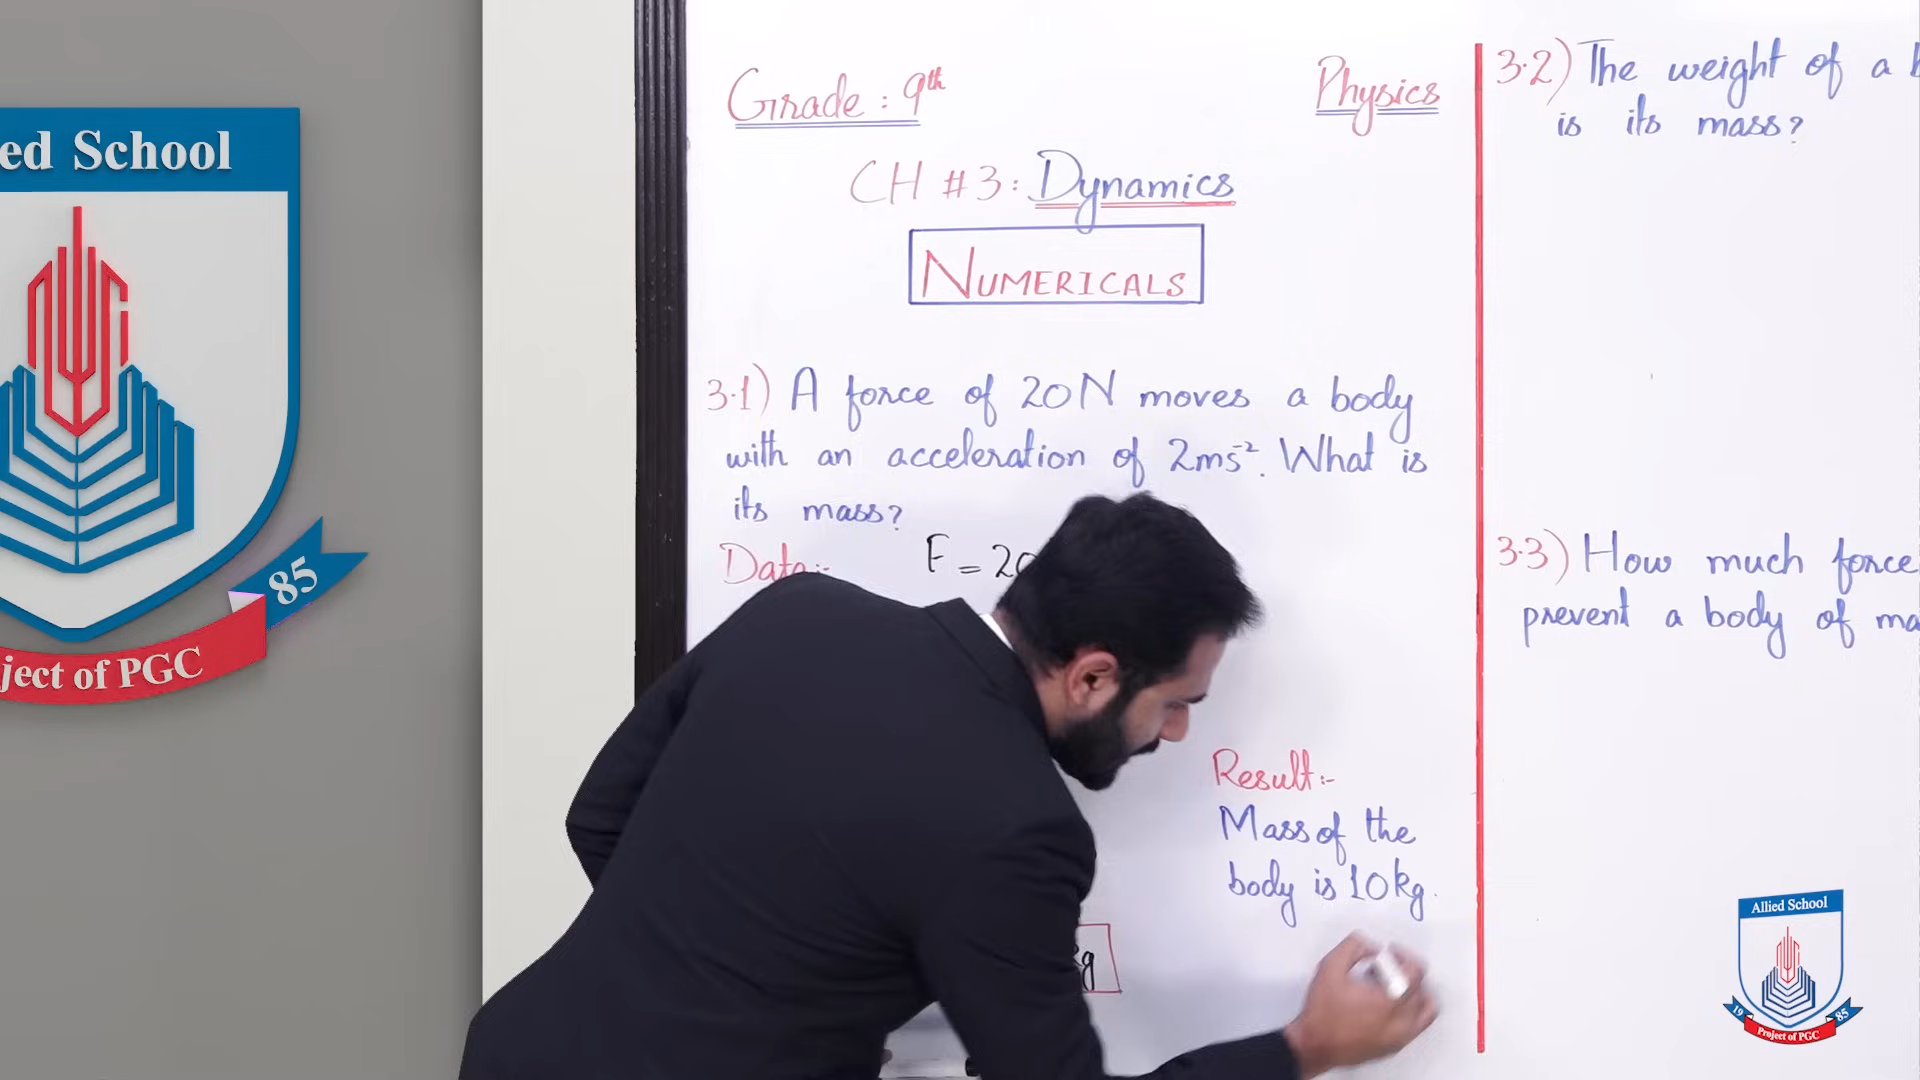 ed School
85
ject of PGC
Grade : 9th
Physics
CH # 3 : Dynamics
NUMERICALS
3.1) A force of 20N moves a body
with an acceleration of 2ms⁻². What is
its mass?
Data:-
F = 20
Result:-
Mass of the
body is 10kg.
kg
3.2) The weight of a
is its mass?
3.3) How much force
prevent a body of ma
Allied School
19 85
Project of PGC